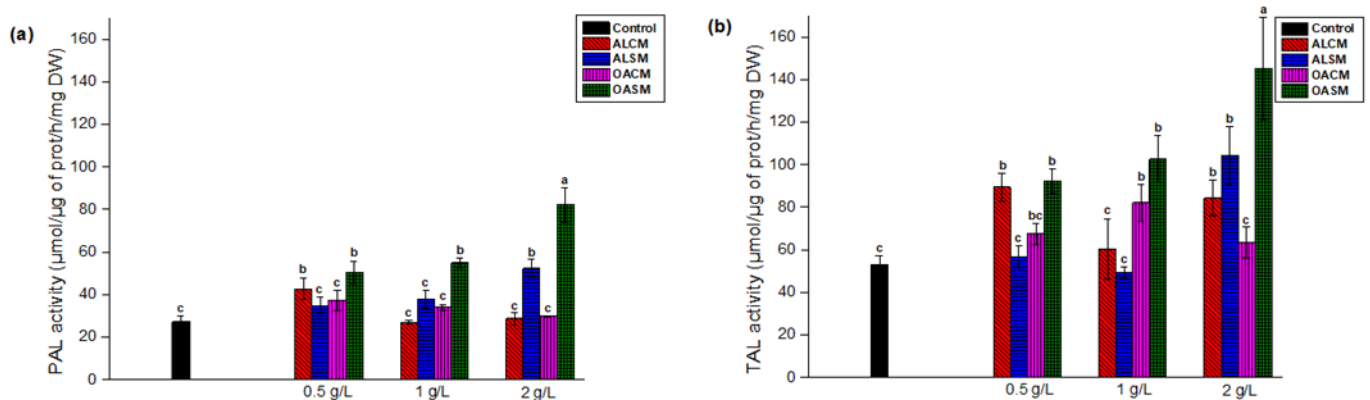 (a)
PAL activity (µmol/µg of prot/h/mg DW)
160
140
120
100
80
60
40
20
0
Control
ALCM
ALSM
OACM
OASM
c
b
c
c
b
c
c
c
b
c
b
c
a
0.5 g/L
1 g/L
2 g/L
(b)
TAL activity (µmol/µg of prot/h/mg DW)
160
140
120
100
80
60
40
20
0
Control
ALCM
ALSM
OACM
OASM
c
b
c
bc
b
c
c
b
b
b
b
c
a
0.5 g/L
1 g/L
2 g/L